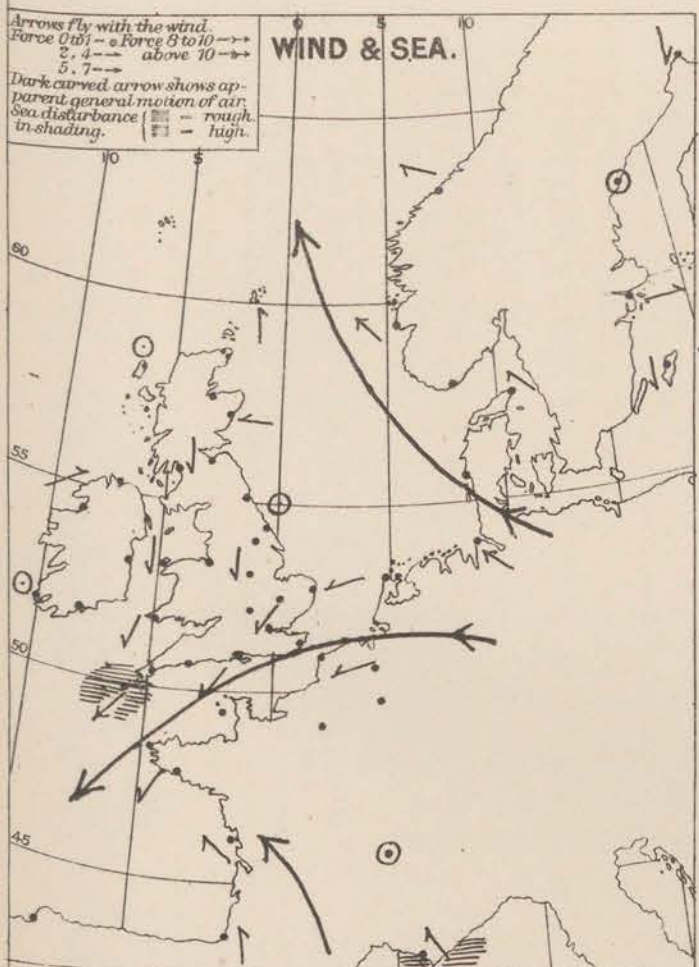 Arrows fly with the wind.
Force 0 to 1 – Force 8 to 10 –
2, 4 – above 10 –
5, 7 –
Dark curved arrow shows ap-
parent general motion of air.
Sea disturbance – rough.
in shading. – high.
WIND & SEA.
0
10
10
5
60
55
50
5
45